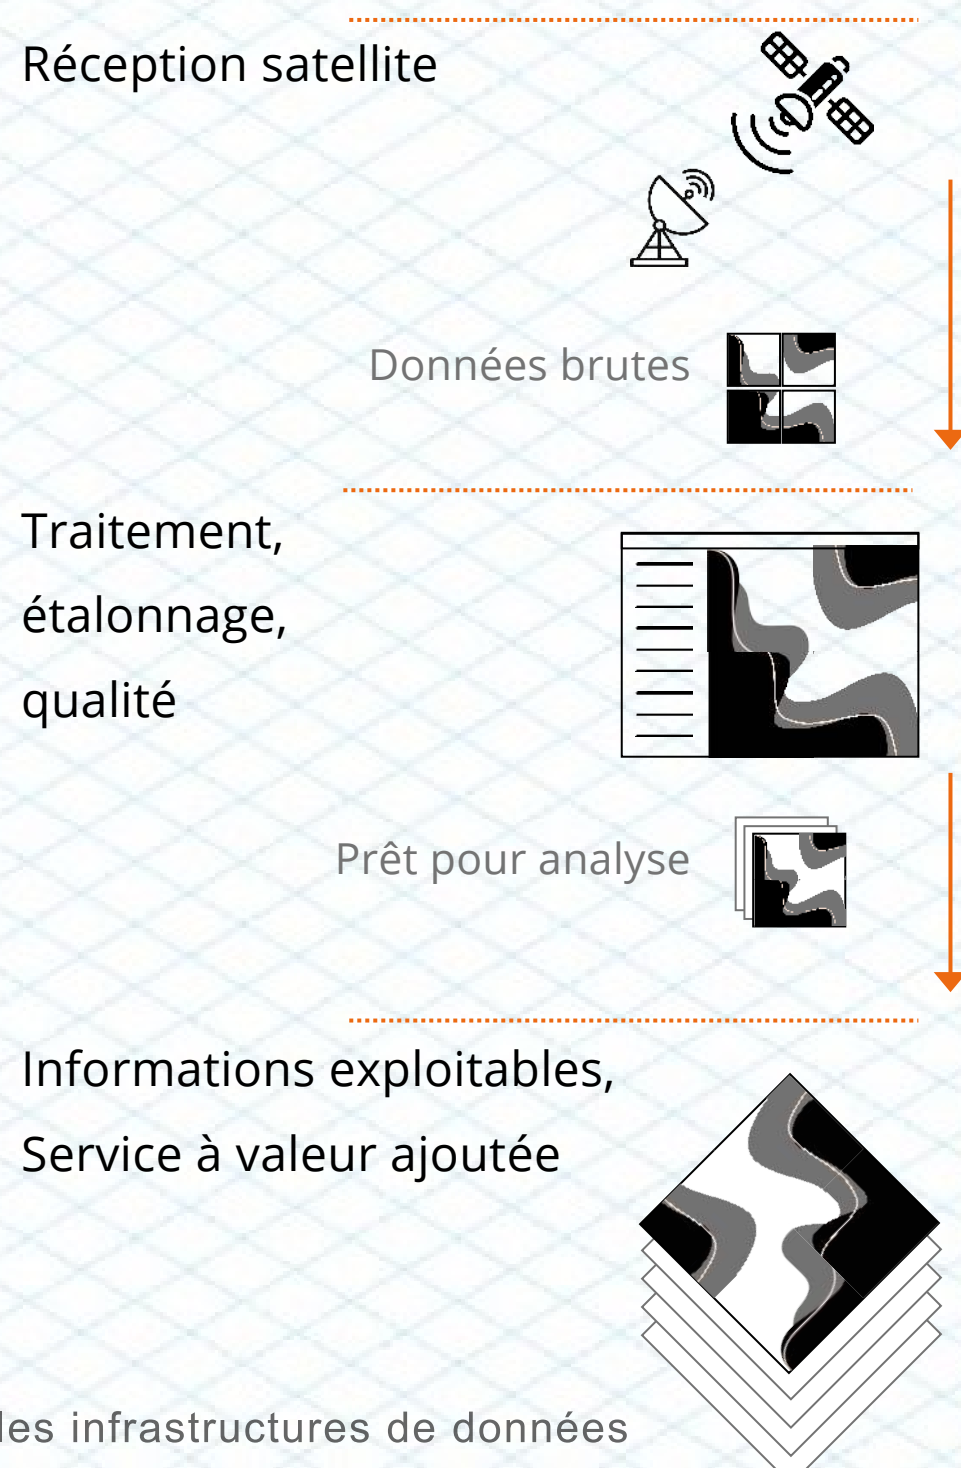 Réception satellite
Données brutes
Traitement,
étalonnage,
qualité
Prêt pour analyse
Informations exploitables,
Service à valeur ajoutée
les infrastructures de données